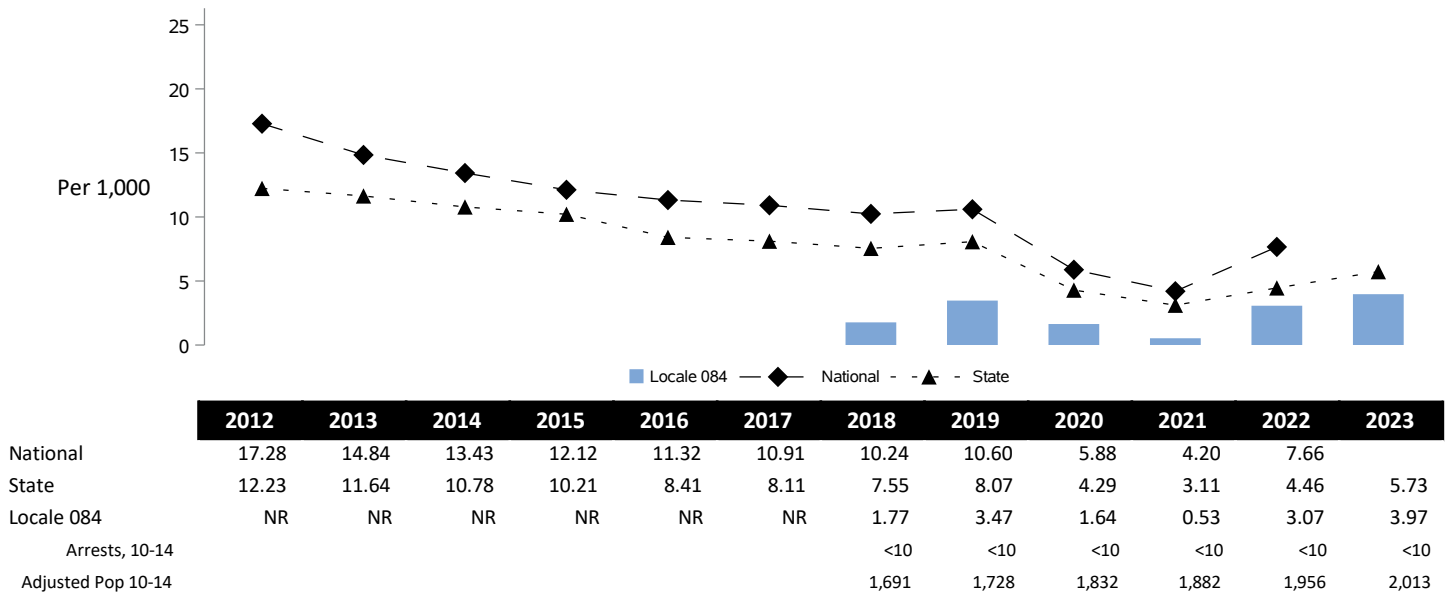 25
20
15
Per 1,000
10
5
0
Locale 084 National State
2012 2013 2014 2015 2016 2017 2018 2019 2020 2021 2022 2023
National 17.28 14.84 13.43 12.12 11.32 10.91 10.24 10.60 5.88 4.20 7.66
State 12.23 11.64 10.78 10.21 8.41 8.11 7.55 8.07 4.29 3.11 4.46 5.73
Locale 084 NR NR NR NR NR NR 1.77 3.47 1.64 0.53 3.07 3.97
Arrests, 10-14 <10 <10 <10 <10 <10 <10
Adjusted Pop 10-14 1,691 1,728 1,832 1,882 1,956 2,013